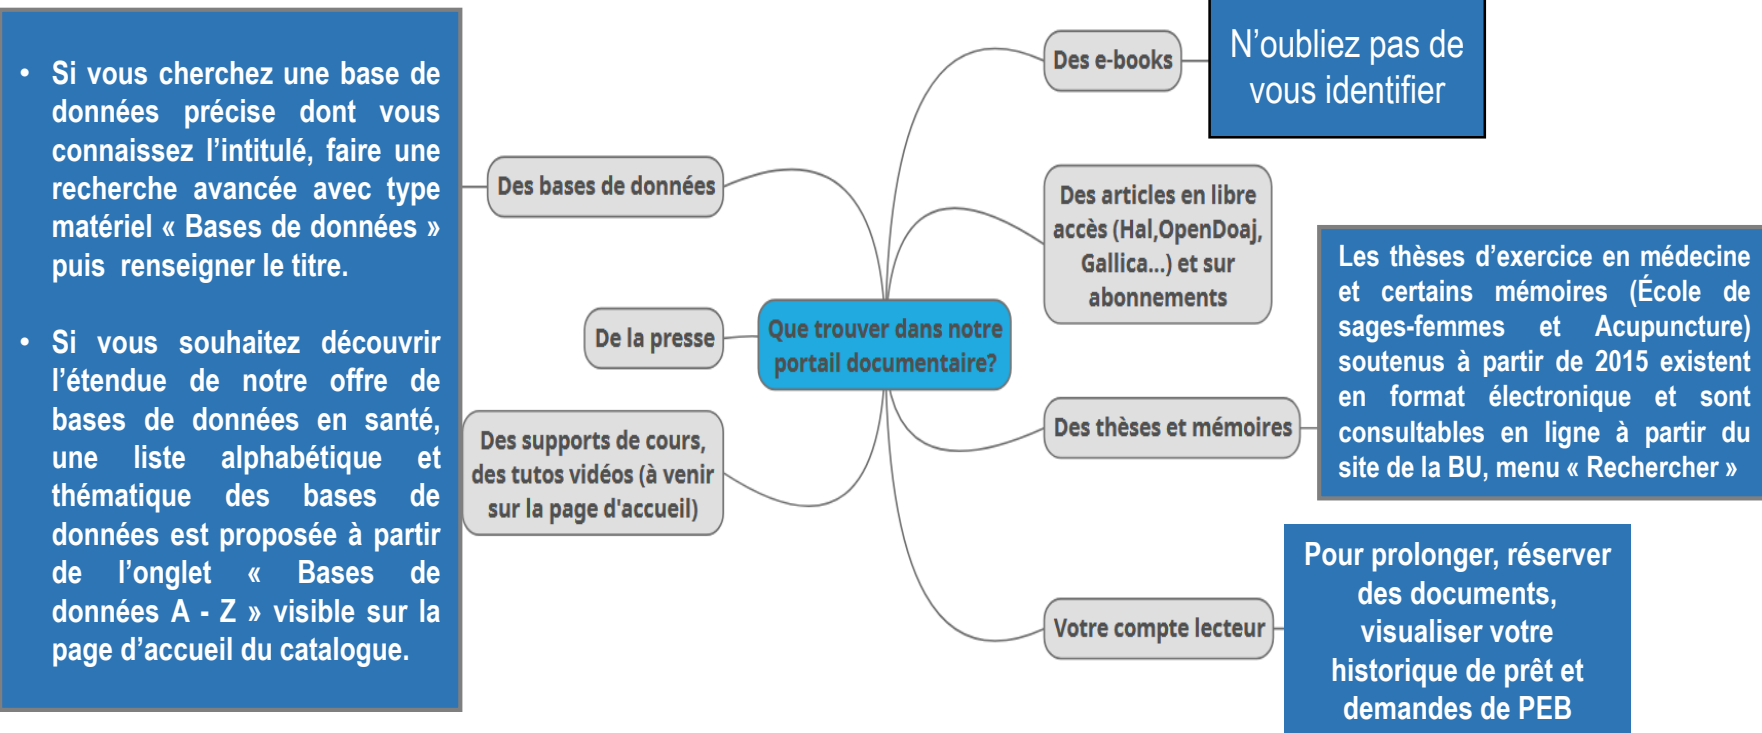 • Si vous cherchez une base de
données précise dont vous
connaissez l’intitulé, faire une
recherche avancée avec type
matériel « Bases de données »
puis renseigner le titre.
• Si vous souhaitez découvrir
l’étendue de notre offre de
bases de données en santé,
une liste alphabétique et
thématique des bases de
données est proposée à partir
de l’onglet « Bases de
données A - Z » visible sur la
page d’accueil du catalogue.
Des bases de données
De la presse
Des supports de cours,
des tutos vidéos (à venir
sur la page d'accueil)
Que trouver dans notre
portail documentaire?
Des e-books
N’oubliez pas de
vous identifier
Des articles en libre
accès (Hal,OpenDoaj,
Gallica...) et sur
abonnements
Des thèses et mémoires
Les thèses d’exercice en médecine
et certains mémoires (École de
sages-femmes et Acupuncture)
soutenus à partir de 2015 existent
en format électronique et sont
consultables en ligne à partir du
site de la BU, menu « Rechercher »
Votre compte lecteur
Pour prolonger, réserver
des documents,
visualiser votre
historique de prêt et
demandes de PEB